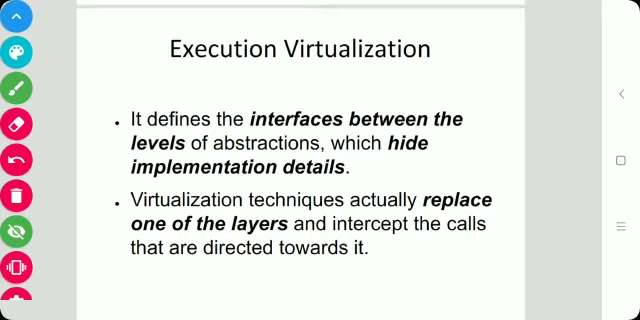 Execution Virtualization
• It defines the interfaces between the
levels of abstractions, which hide
implementation details.
• Virtualization techniques actually replace
one of the layers and intercept the calls
that are directed towards it.